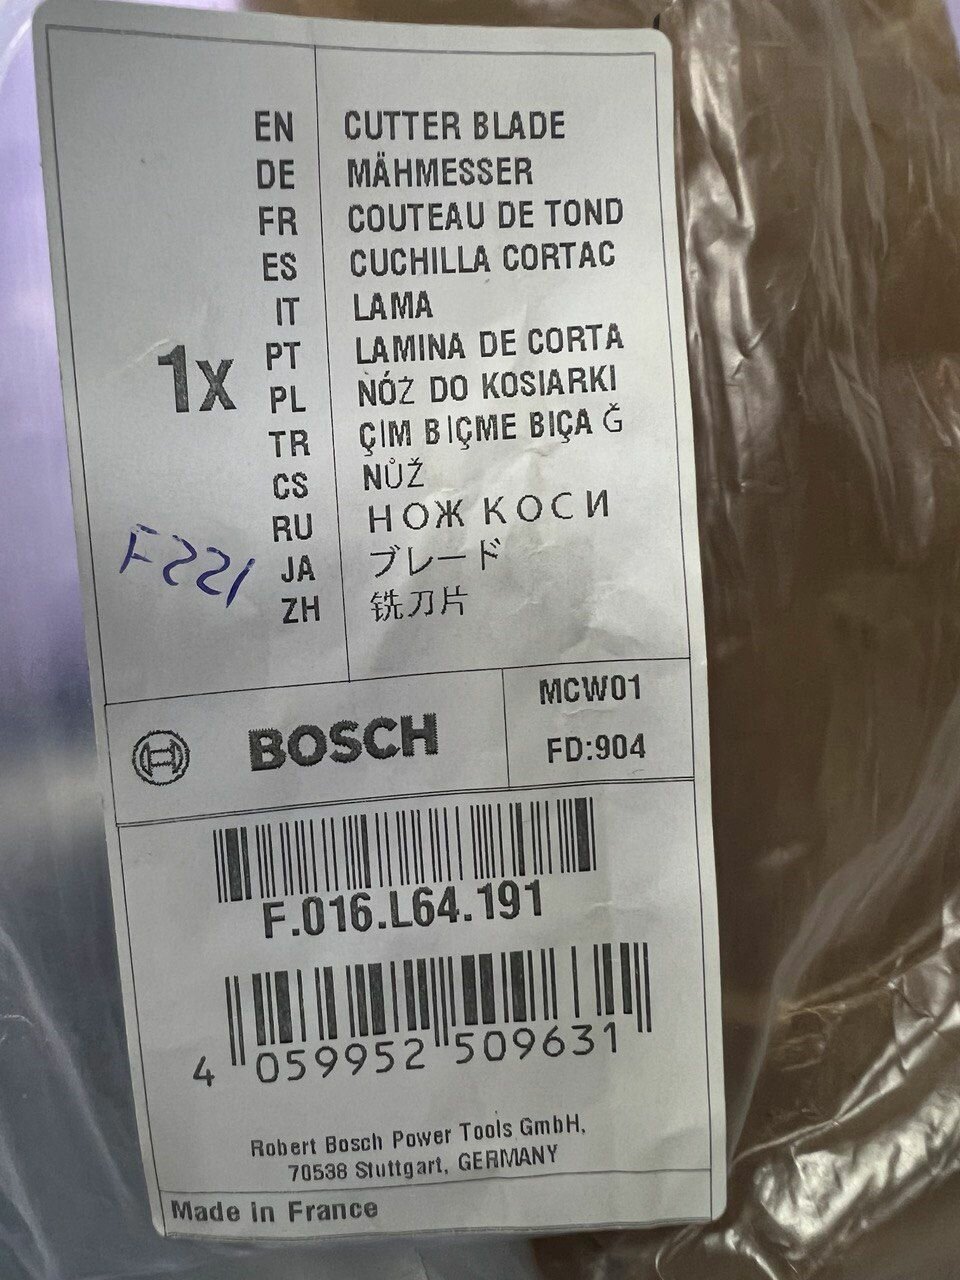 EN CUTTER BLADE
DE MÄHMESSER
FR COUTEAU DE TOND
ES CUCHILLA CORTAC
IT LAMA
1x
PT LAMINA DE CORTA
PL NÓŻ DO KOSIARKI
TR ÇIM BIÇME BIÇA Ğ
CS NŮŽ
RU НОЖ КОСИ
JA ブレード
ZH 铣刀片
F221
BOSCH
MCW01
FD:904
F.016.L64.191
4 059952 509631
Robert Bosch Power Tools GmbH,
70538 Stuttgart, GERMANY
Made in France